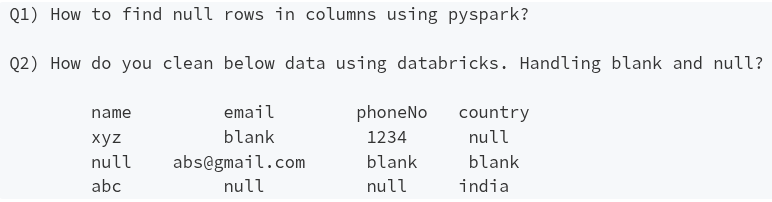 Q1) How to find null rows in columns using pyspark?
Q2) How do you clean below data using databricks. Handling blank and null?
name email phoneNo country
xyz blank 1234 null
null abs@gmail.com blank blank
abc null null india